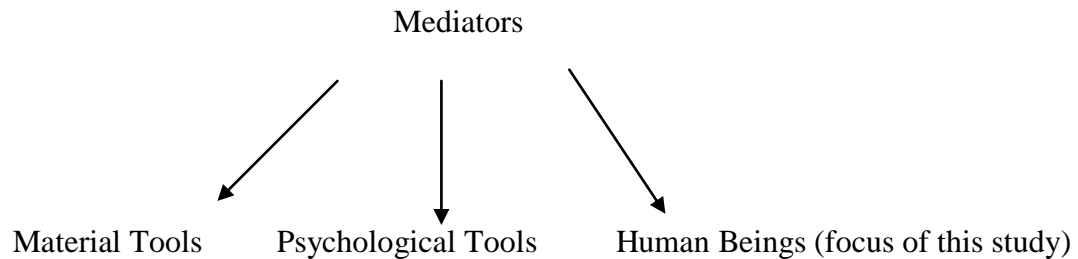 Mediators
Material Tools Psychological Tools Human Beings (focus of this study)